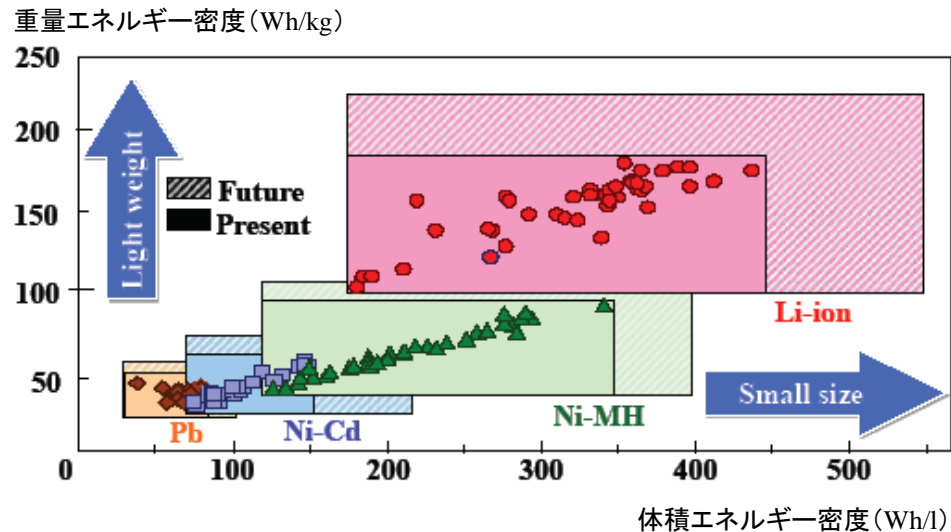 重量エネルギー密度(Wh/kg)
250
200
150
100
50
Light weight
Future
Present
Li-ion
Small size
Ni-MH
Ni-Cd
Pb
0
100
200
300
400
500
体積エネルギー密度(Wh/l)